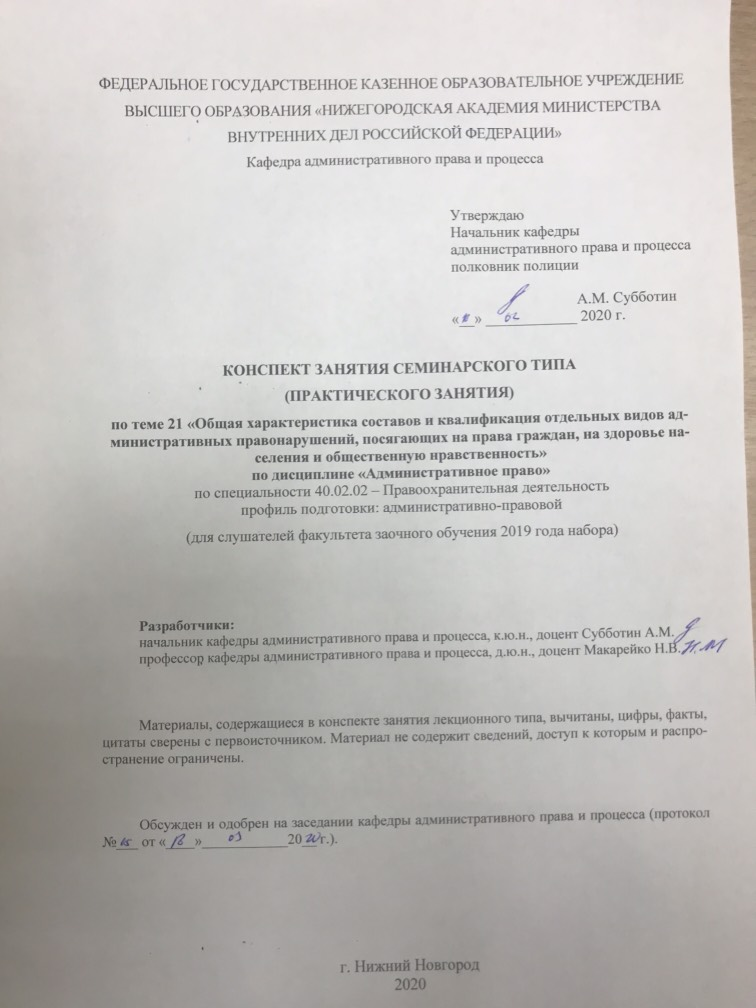 ФЕДЕРАЛЬНОЕ ГОСУДАРСТВЕННОЕ КАЗЕННОЕ ОБРАЗОВАТЕЛЬНОЕ УЧРЕЖДЕНИЕ
ВЫСШЕГО ОБРАЗОВАНИЯ «НИЖЕГОРОДСКАЯ АКАДЕМИЯ МИНИСТЕРСТВА
ВНУТРЕННИХ ДЕЛ РОССИЙСКОЙ ФЕДЕРАЦИИ»
Кафедра административного права и процесса
Утверждаю
Начальник кафедры
административного права и процесса
полковник полиции
А.М. Субботин
« » 2020 г.
КОНСПЕКТ ЗАНЯТИЯ СЕМИНАРСКОГО ТИПА
(ПРАКТИЧЕСКОГО ЗАНЯТИЯ)
по теме 21 «Общая характеристика составов и квалификация отдельных видов ад-
министративных правонарушений, посягающих на права граждан, на здоровье на-
селения и общественную нравственность»
по дисциплине «Административное право»
по специальности 40.02.02 – Правоохранительная деятельность
профиль подготовки: административно-правовой
(для слушателей факультета заочного обучения 2019 года набора)
Разработчики:
начальник кафедры административного права и процесса, к.ю.н., доцент Субботин А.М.
профессор кафедры административного права и процесса, д.ю.н., доцент Макарейко Н.В.
Материалы, содержащиеся в конспекте занятия лекционного типа, вычитаны, цифры, факты,
цитаты сверены с первоисточником. Материал не содержит сведений, доступ к которым и распро-
странение ограничены.
Обсужден и одобрен на заседании кафедры административного права и процесса (протокол
№ от « » 03 2020 г.).
г. Нижний Новгород
2020